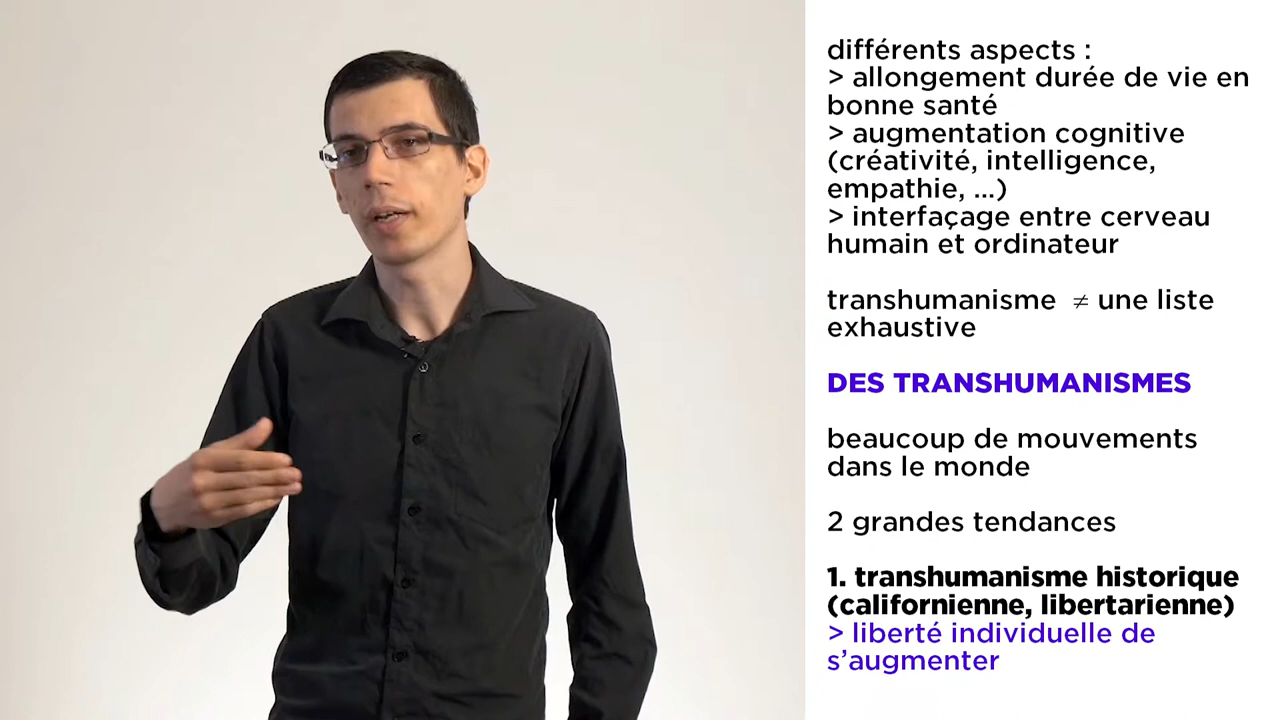 différents aspects :
> allongement durée de vie en
bonne santé
> augmentation cognitive
(créativité, intelligence,
empathie, ...)
> interfaçage entre cerveau
humain et ordinateur
transhumanisme ≠ une liste
exhaustive
DES TRANSHUMANISMES
beaucoup de mouvements
dans le monde
2 grandes tendances
1. transhumanisme historique
(californienne, libertarienne)
> liberté individuelle de
s’augmenter